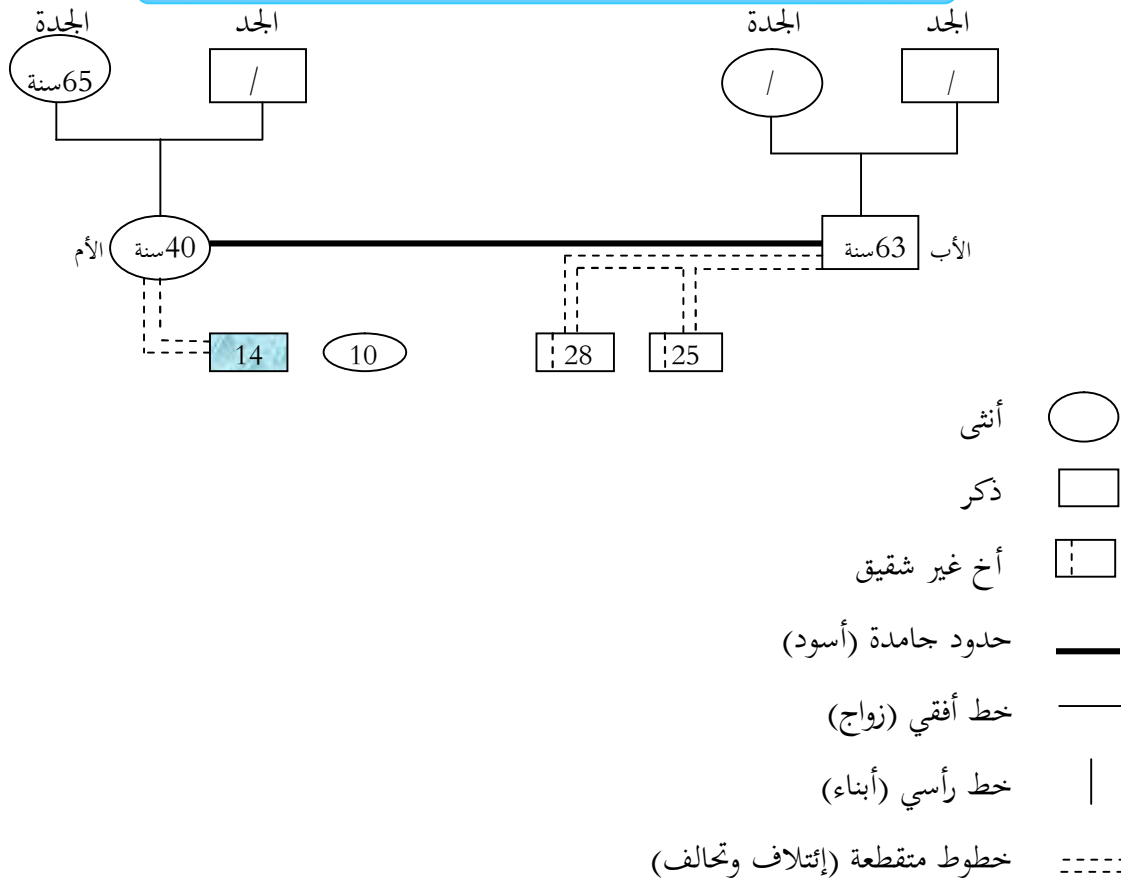 الجد الجدة الجد الجدة
/ / / 65سنة
الأب 63سنة 40سنة الأم
25 28 10 14
أنثى
ذكر
أخ غير شقيق
حدود جامدة (أسود)
خط أفقي (زواج)
خط رأسي (أبناء)
خطوط متقطعة (إئتلاف وتحالف)